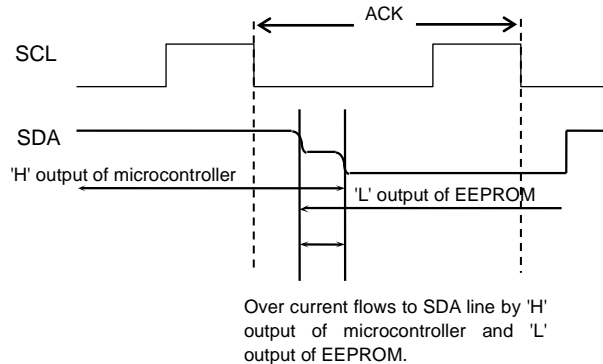 ACK
SCL
SDA
'H' output of microcontroller
'L' output of EEPROM
Over current flows to SDA line by 'H'
output of microcontroller and 'L'
output of EEPROM.